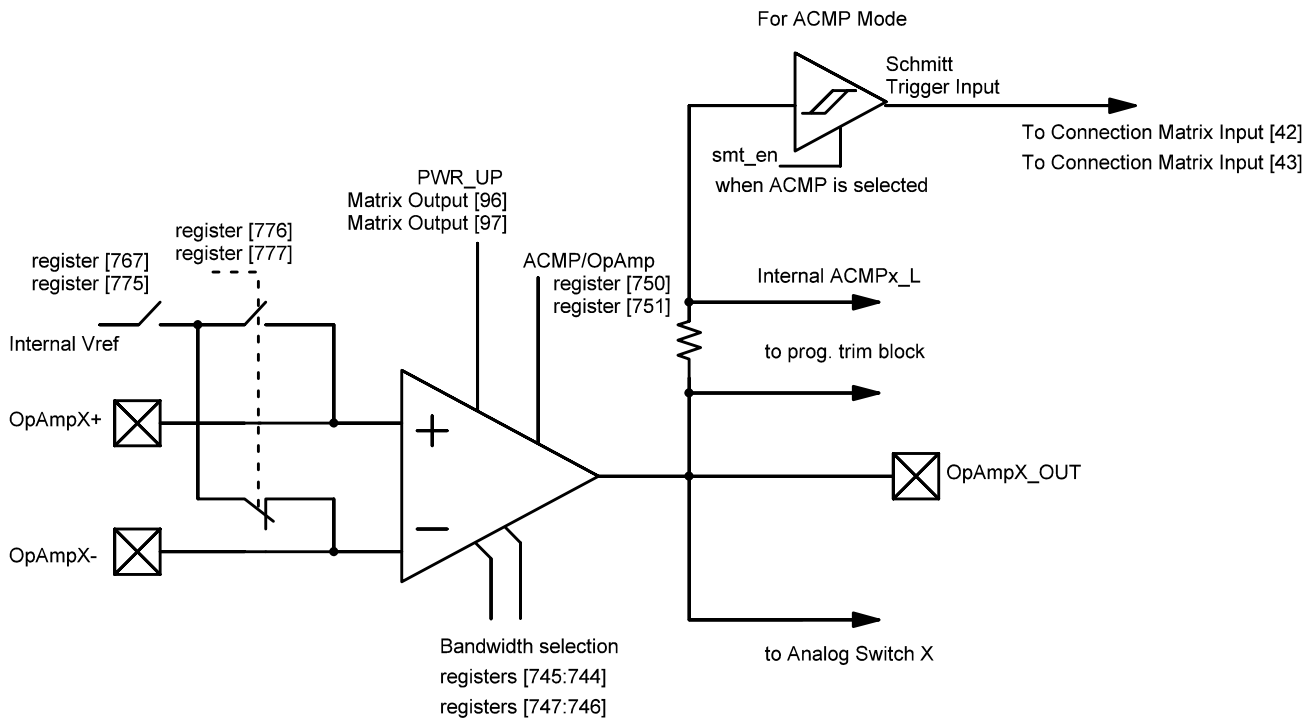 For ACMP Mode
Schmitt
Trigger Input
To Connection Matrix Input [42]
To Connection Matrix Input [43]
smt_en
when ACMP is selected
PWR_UP
Matrix Output [96]
Matrix Output [97]
register [776]
register [777]
register [767]
register [775]
ACMP/OpAmp
register [750]
register [751]
Internal ACMPx_L
Internal Vref
to prog. trim block
OpAmpX+
OpAmpX_OUT
OpAmpX-
Bandwidth selection
registers [745:744]
registers [747:746]
to Analog Switch X